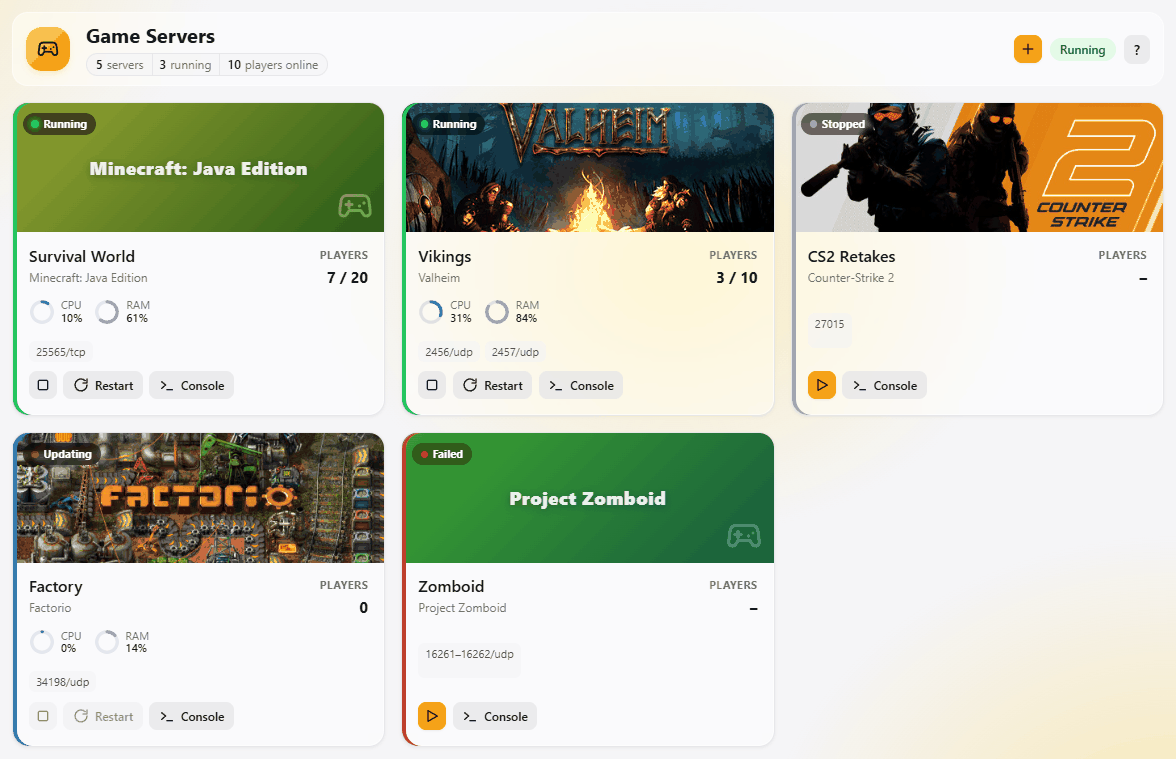 Game Servers
5 servers 3 running 10 players online
+ Running ?
Running
Minecraft: Java Edition
Survival World PLAYERS
Minecraft: Java Edition 7 / 20
CPU 10% RAM 61%
25565/tcp
Restart >_ Console
Running
VALHEIM
Vikings PLAYERS
Valheim 3 / 10
CPU 31% RAM 84%
2456/udp 2457/udp
Restart >_ Console
Stopped
2
COUNTER
STRIKE
CS2 Retakes PLAYERS
Counter-Strike 2 –
27015
>_ Console
Updating
FACTORIO
Factory PLAYERS
Factorio 0
CPU 0% RAM 14%
34198/udp
Restart >_ Console
Failed
Project Zomboid
Zomboid PLAYERS
Project Zomboid –
16261–16262/udp
>_ Console